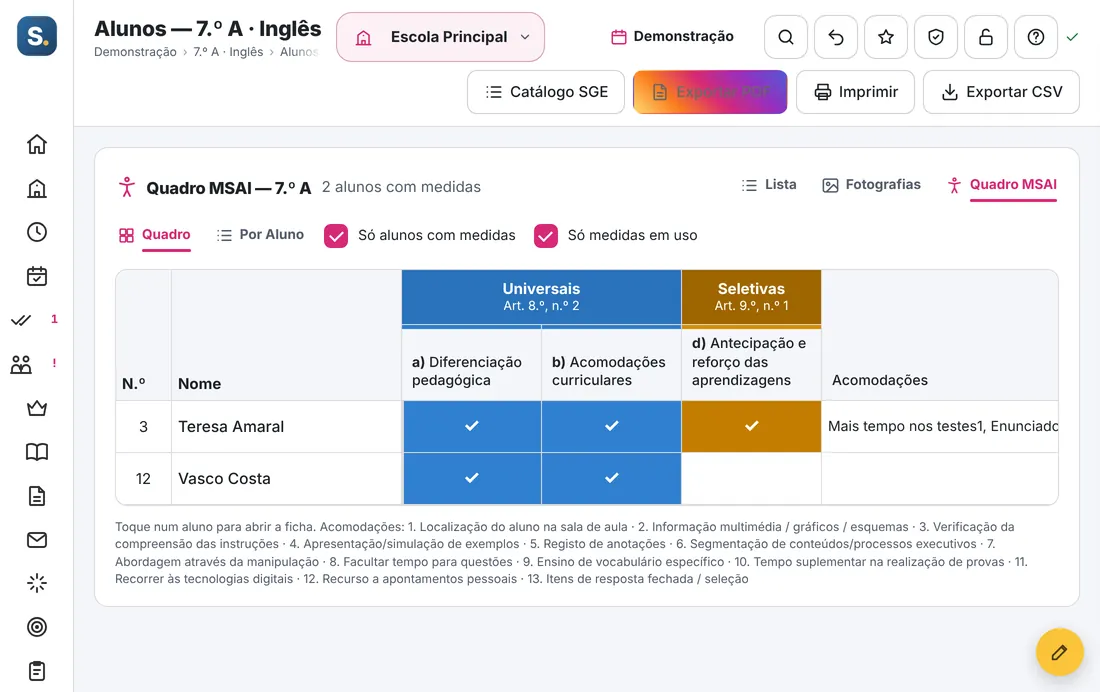 S.
Alunos — 7.º A · Inglês
Demonstração › 7.º A · Inglês › Alunos
Escola Principal
Demonstração
Catálogo SGE
Exportar PDF
Imprimir
Exportar CSV
1
!
Quadro MSAI — 7.º A 2 alunos com medidas
Lista
Fotografias
Quadro MSAI
Quadro
Por Aluno
Só alunos com medidas
Só medidas em uso
Universais
Art. 8.º, n.º 2
Seletivas
Art. 9.º, n.º 1
N.º
Nome
a) Diferenciação
pedagógica
b) Acomodações
curriculares
d) Antecipação e
reforço das
aprendizagens
Acomodações
3 Teresa Amaral Mais tempo nos testes1, Enunciado
12 Vasco Costa
Toque num aluno para abrir a ficha. Acomodações: 1. Localização do aluno na sala de aula · 2. Informação multimédia / gráficos / esquemas · 3. Verificação da
compreensão das instruções · 4. Apresentação/simulação de exemplos · 5. Registo de anotações · 6. Segmentação de conteúdos/processos executivos · 7.
Abordagem através da manipulação · 8. Facultar tempo para questões · 9. Ensino de vocabulário específico · 10. Tempo suplementar na realização de provas · 11.
Recorrer às tecnologias digitais · 12. Recurso a apontamentos pessoais · 13. Itens de resposta fechada / seleção